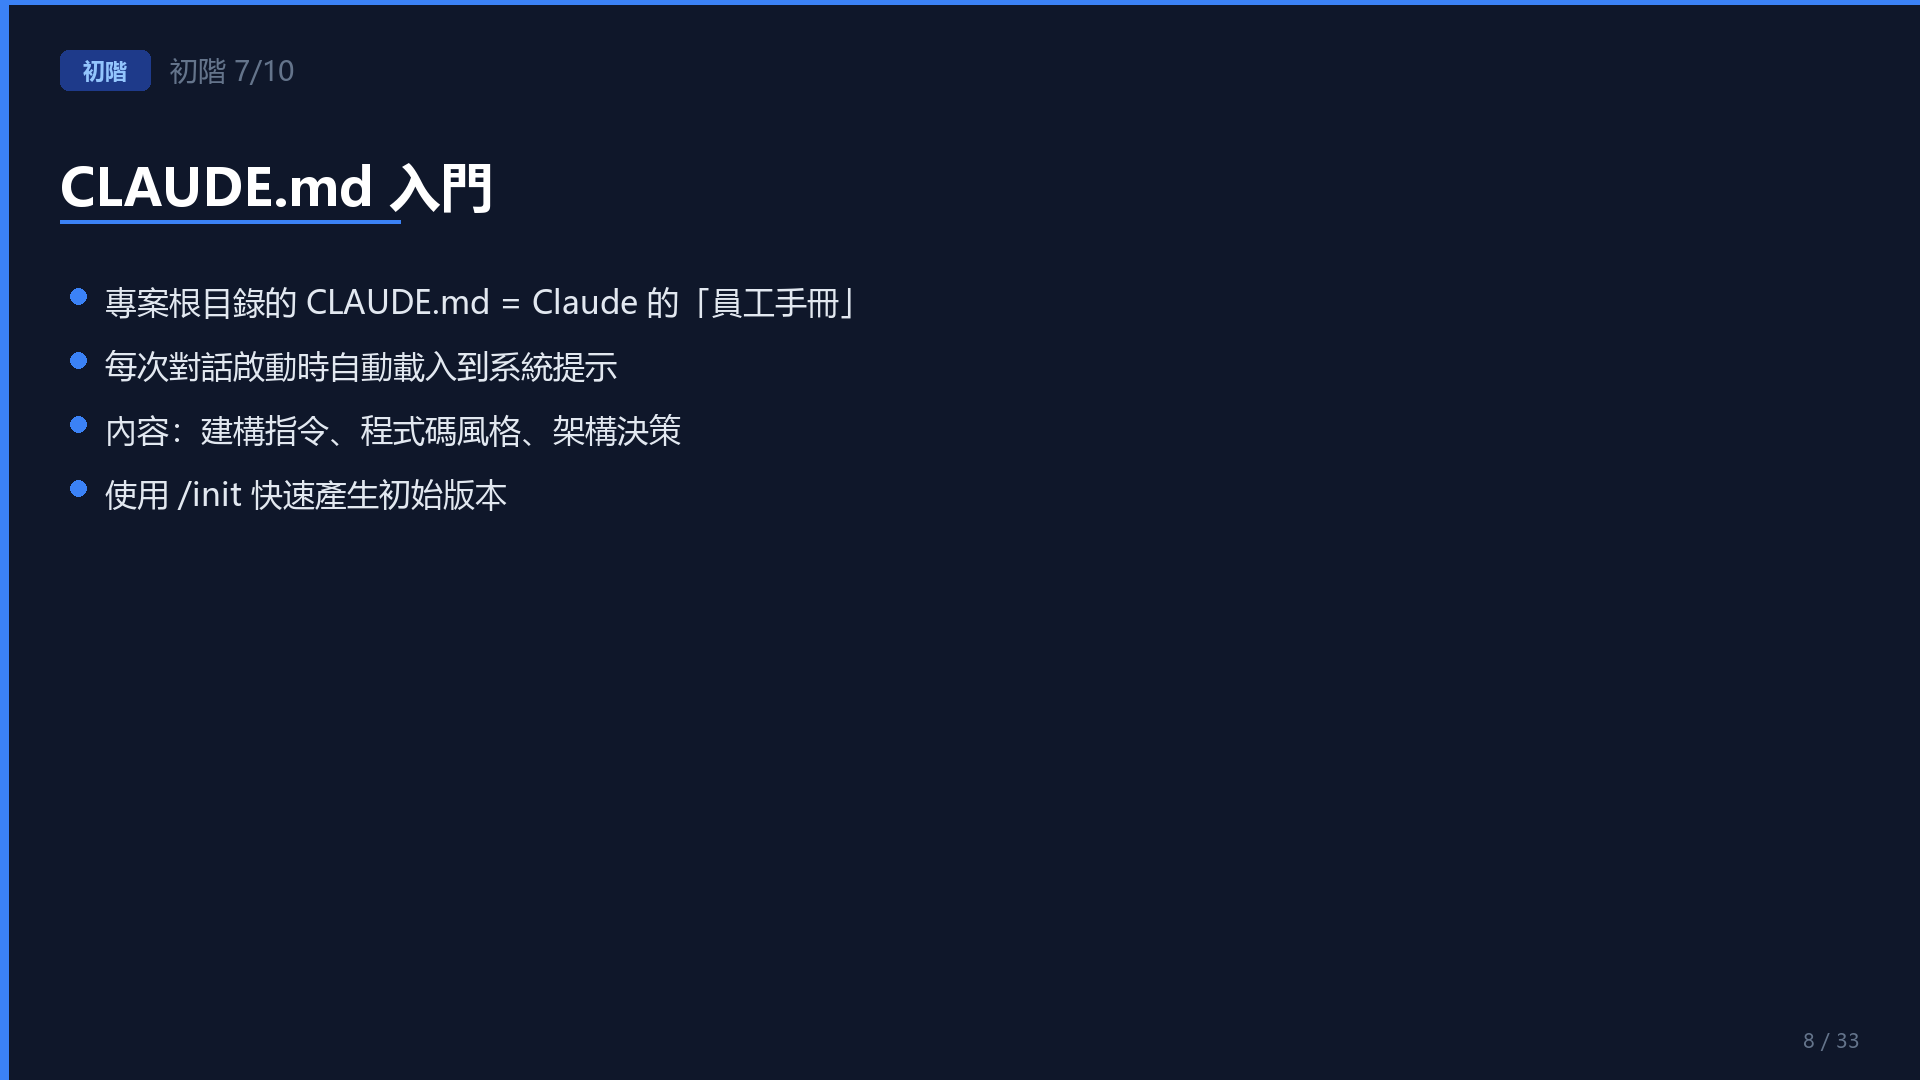 初階 初階 7/10
CLAUDE.md 入門
專案根目錄的 CLAUDE.md = Claude 的「員工手冊」
每次對話啟動時自動載入到系統提示
內容：建構指令、程式碼風格、架構決策
使用 /init 快速產生初始版本
8 / 33